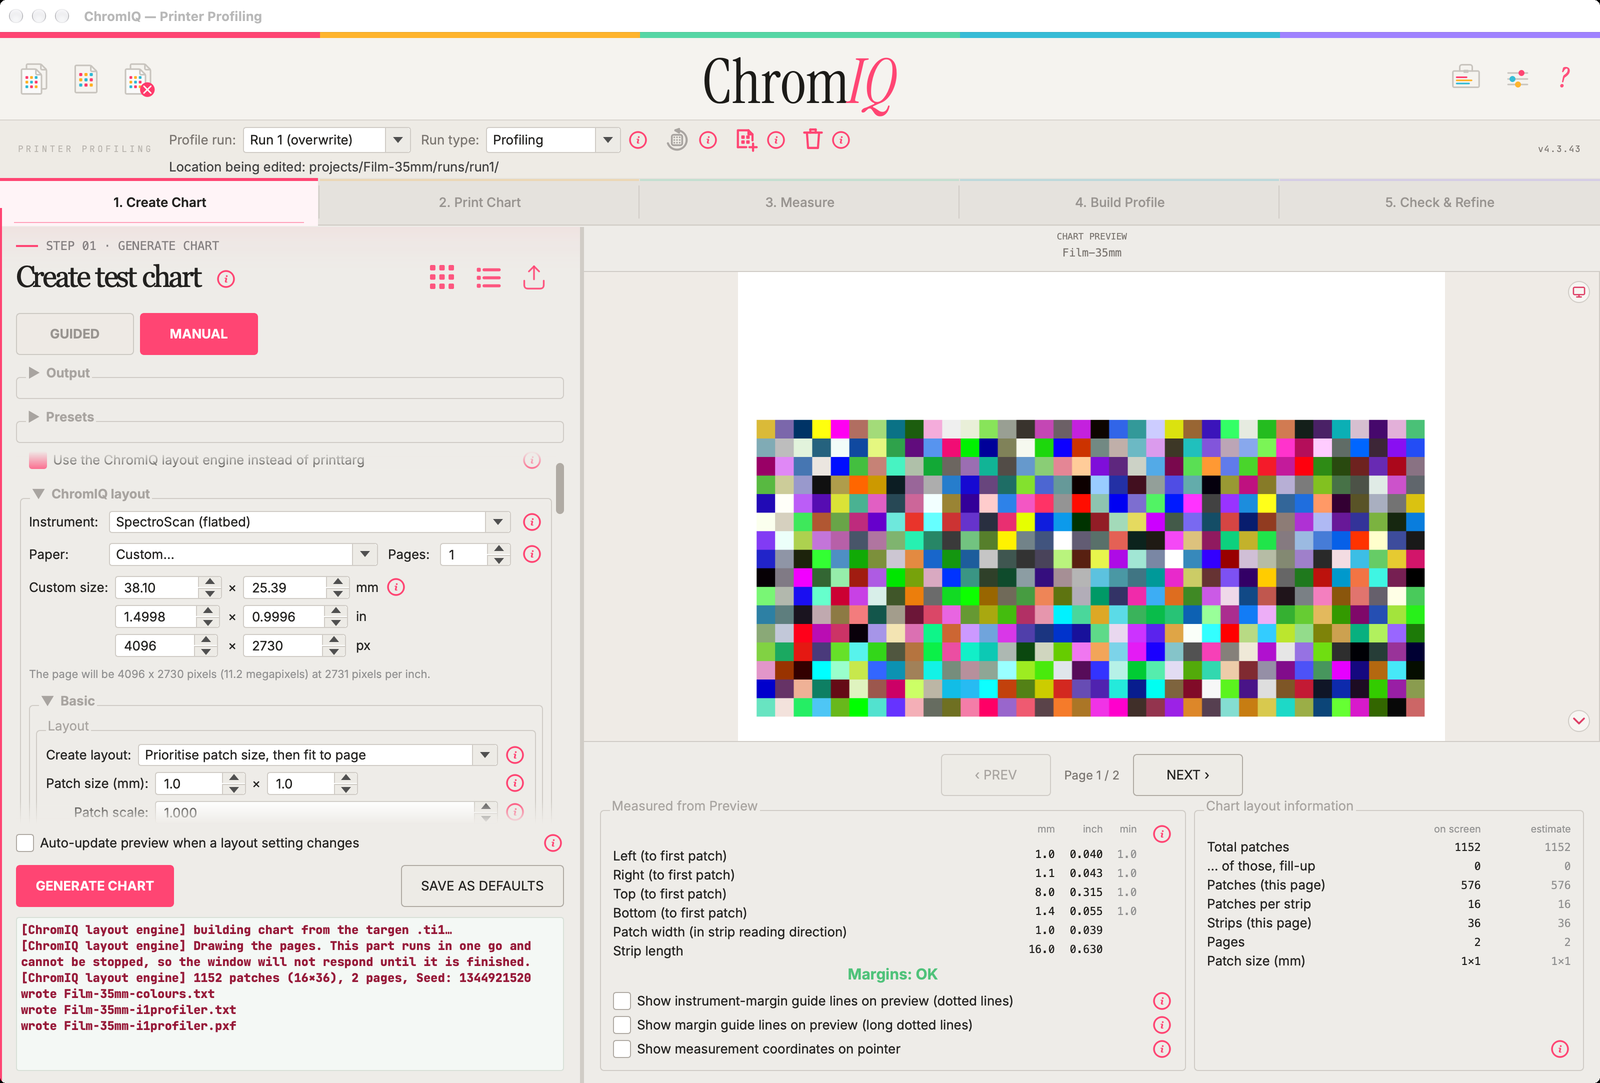 ChromIQ — Printer Profiling
ChromIQ
?
PRINTER PROFILING
Profile run: Run 1 (overwrite) Run type: Profiling
Location being edited: projects/Film-35mm/runs/run1/
v4.3.43
1. Create Chart
2. Print Chart
3. Measure
4. Build Profile
5. Check & Refine
STEP 01 · GENERATE CHART
Create test chart
GUIDED
MANUAL
Output
Presets
Use the ChromIQ layout engine instead of printtarg
ChromIQ layout
Instrument: SpectroScan (flatbed)
Paper: Custom... Pages: 1
Custom size: 38.10 × 25.39 mm
1.4998 × 0.9996 in
4096 × 2730 px
The page will be 4096 x 2730 pixels (11.2 megapixels) at 2731 pixels per inch.
Basic
Layout
Create layout: Prioritise patch size, then fit to page
Patch size (mm): 1.0 × 1.0
Patch scale: 1.000
Auto-update preview when a layout setting changes
GENERATE CHART
SAVE AS DEFAULTS
[ChromIQ layout engine] building chart from the targen .ti1…
[ChromIQ layout engine] Drawing the pages. This part runs in one go and
cannot be stopped, so the window will not respond until it is finished.
[ChromIQ layout engine] 1152 patches (16×36), 2 pages, Seed: 1344921520
wrote Film-35mm-colours.txt
wrote Film-35mm-i1profiler.txt
wrote Film-35mm-i1profiler.pxf
CHART PREVIEW
Film-35mm
‹ PREV
Page 1 / 2
NEXT ›
Measured from Preview
mm inch min
Left (to first patch) 1.0 0.040 1.0
Right (to first patch) 1.1 0.043 1.0
Top (to first patch) 8.0 0.315 1.0
Bottom (to first patch) 1.4 0.055 1.0
Patch width (in strip reading direction) 1.0 0.039
Strip length 16.0 0.630
Margins: OK
Show instrument-margin guide lines on preview (dotted lines)
Show margin guide lines on preview (long dotted lines)
Show measurement coordinates on pointer
Chart layout information
on screen estimate
Total patches 1152 1152
... of those, fill-up 0 0
Patches (this page) 576 576
Patches per strip 16 16
Strips (this page) 36 36
Pages 2 2
Patch size (mm) 1×1 1×1